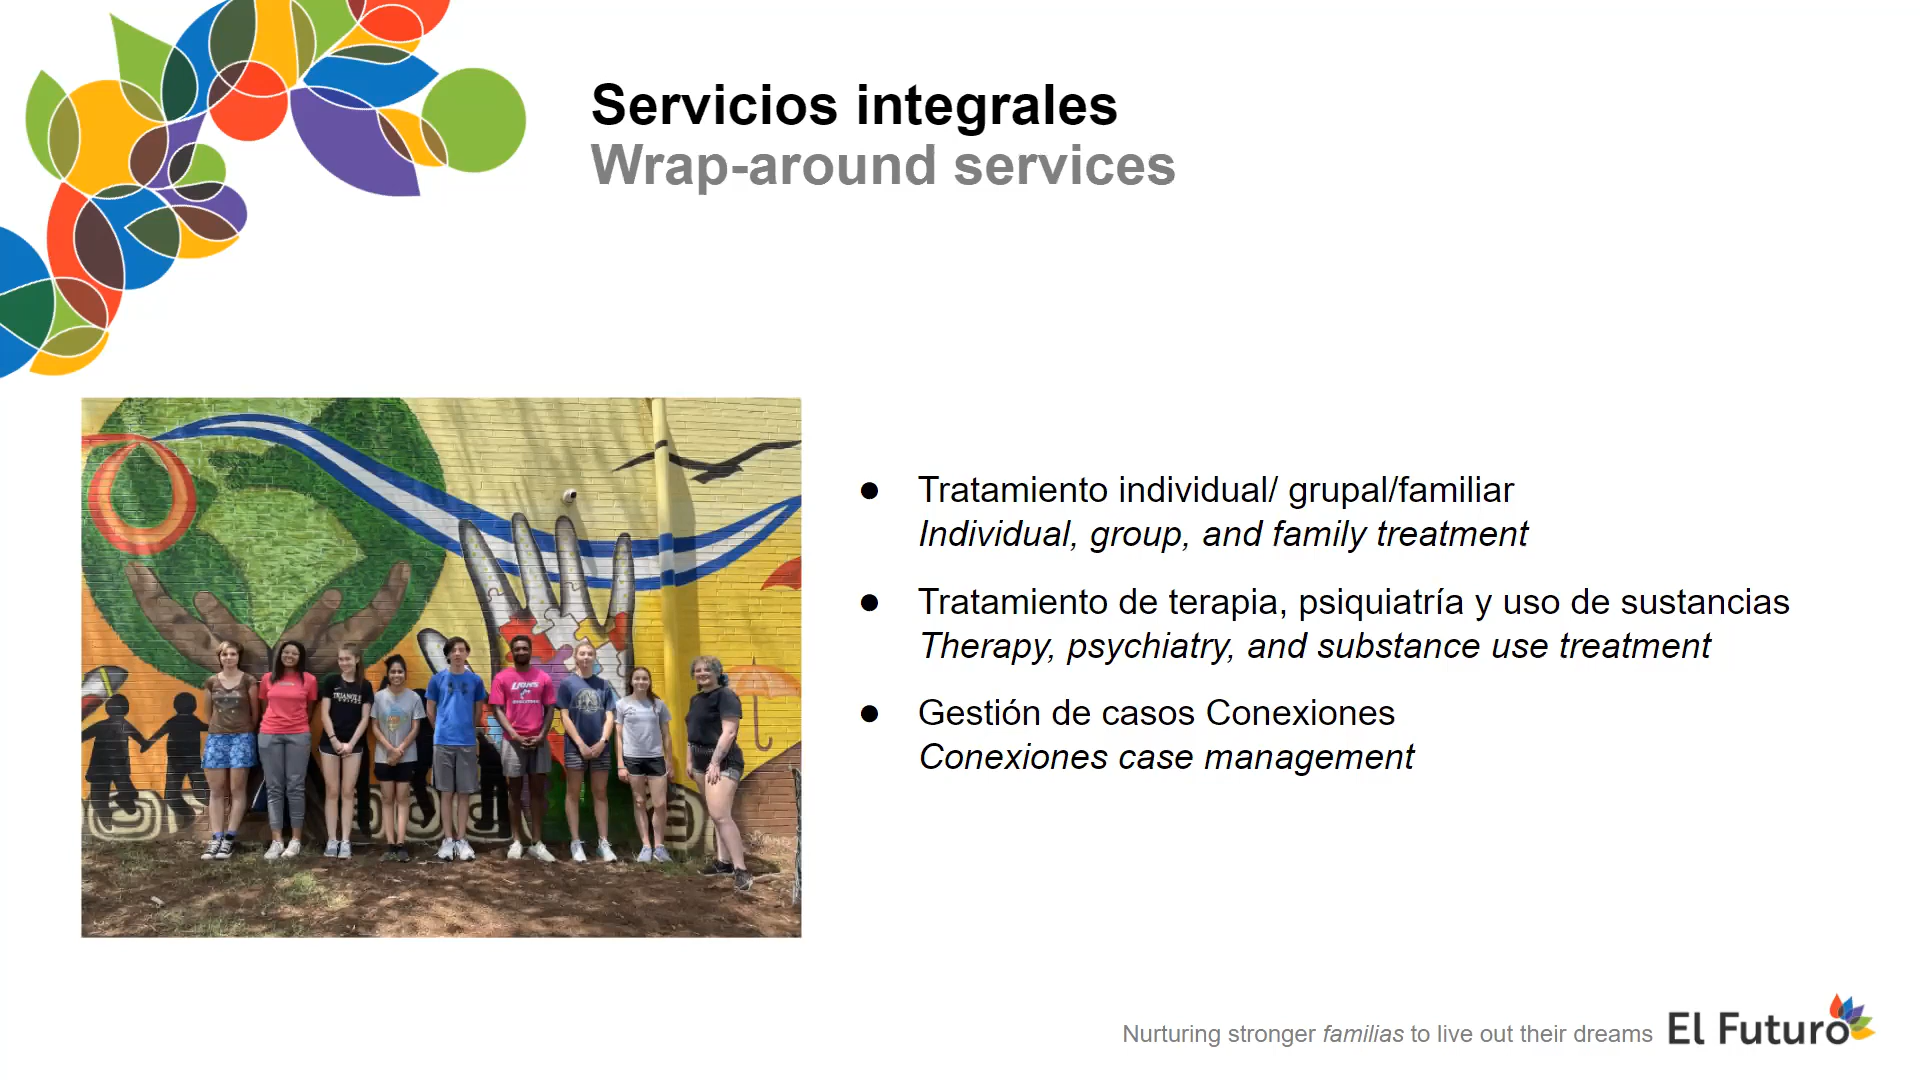 Servicios integrales
Wrap-around services
● Tratamiento individual/ grupal/familiar
Individual, group, and family treatment
● Tratamiento de terapia, psiquiatría y uso de sustancias
Therapy, psychiatry, and substance use treatment
● Gestión de casos Conexiones
Conexiones case management
LIONS
TRIANGLE
Nurturing stronger familias to live out their dreams
El Futuro